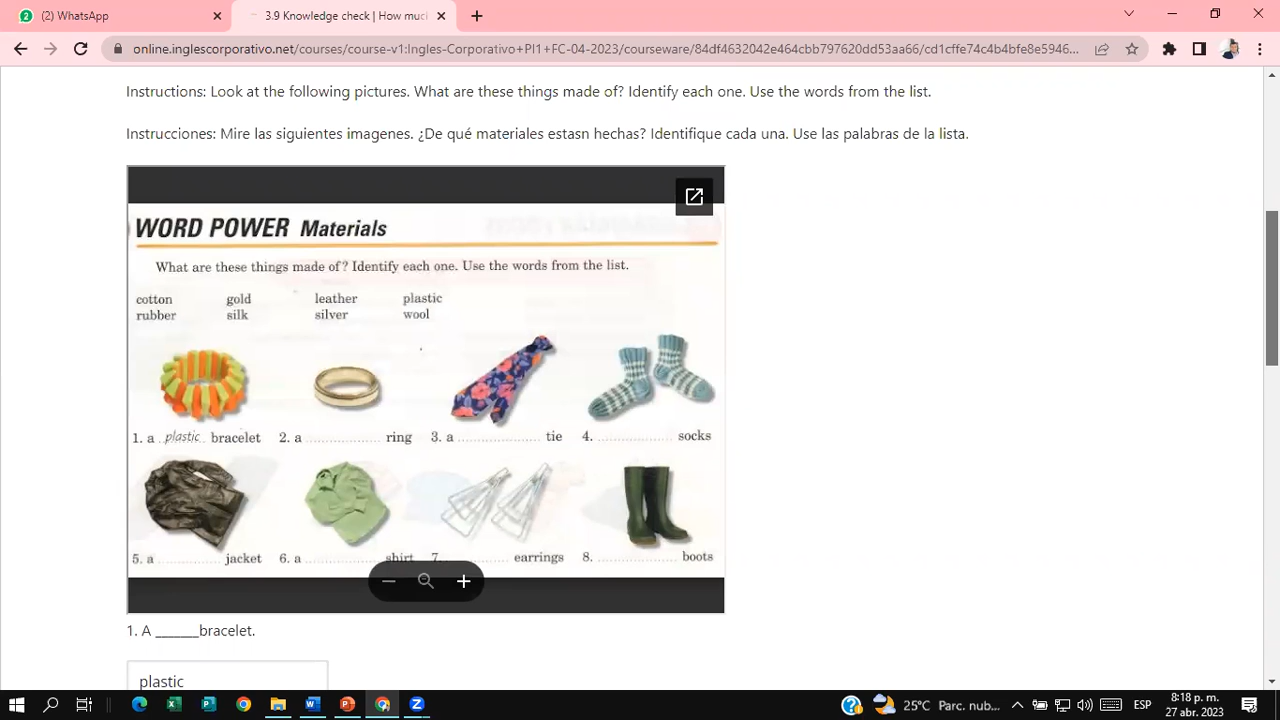 (2) WhatsApp
3.9 Knowledge check | How muc
online.inglescorporativo.net/courses/course-v1:Ingles-Corporativo+PI1+FC-04-2023/courseware/84df4632042e464cbb797620dd53aa66/cd1cffe74c4b4bfe8e5946...
Instructions: Look at the following pictures. What are these things made of? Identify each one. Use the words from the list.
Instrucciones: Mire las siguientes imagenes. ¿De qué materiales estasn hechas? Identifique cada una. Use las palabras de la lista.
WORD POWER Materials
What are these things made of? Identify each one. Use the words from the list.
cotton gold leather plastic
rubber silk silver wool
1. a plastic bracelet 2. a ................ ring 3. a ................ tie 4. ................ socks
5. a ................ jacket 6. a ................ shirt 7. ................ earrings 8. ................ boots
1. A _______bracelet.
plastic
25°C Parc. nub... ESP 8:18 p. m.
27 abr. 2023